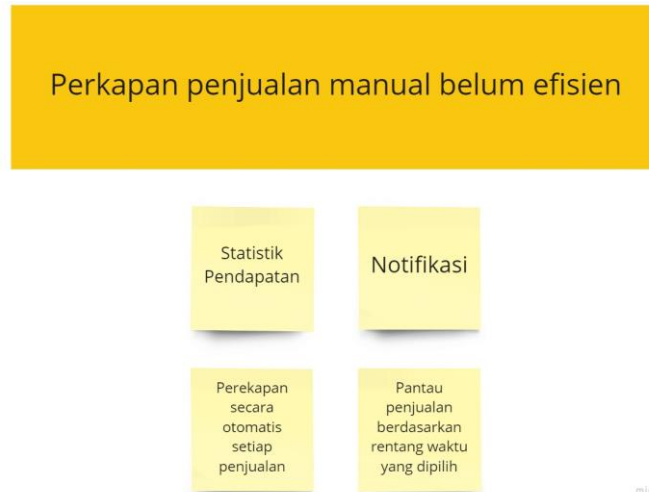 Perkapan penjualan manual belum efisien
Statistik
Pendapatan
Notifikasi
Perekapan
secara
otomatis
setiap
penjualan
Pantau
penjualan
berdasarkan
rentang waktu
yang dipilih